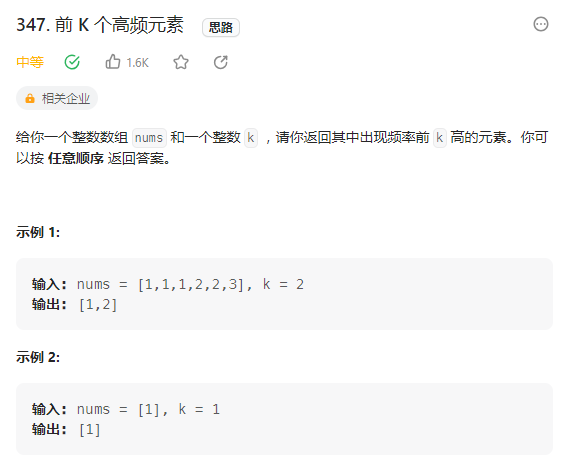 347. 前 K 个高频元素 思路
中等 1.6K
相关企业
给你一个整数数组 nums 和一个整数 k ，请你返回其中出现频率前 k 高的元素。你可
以按 任意顺序 返回答案。
示例 1:
输入: nums = [1,1,1,2,2,3], k = 2
输出: [1,2]
示例 2:
输入: nums = [1], k = 1
输出: [1]